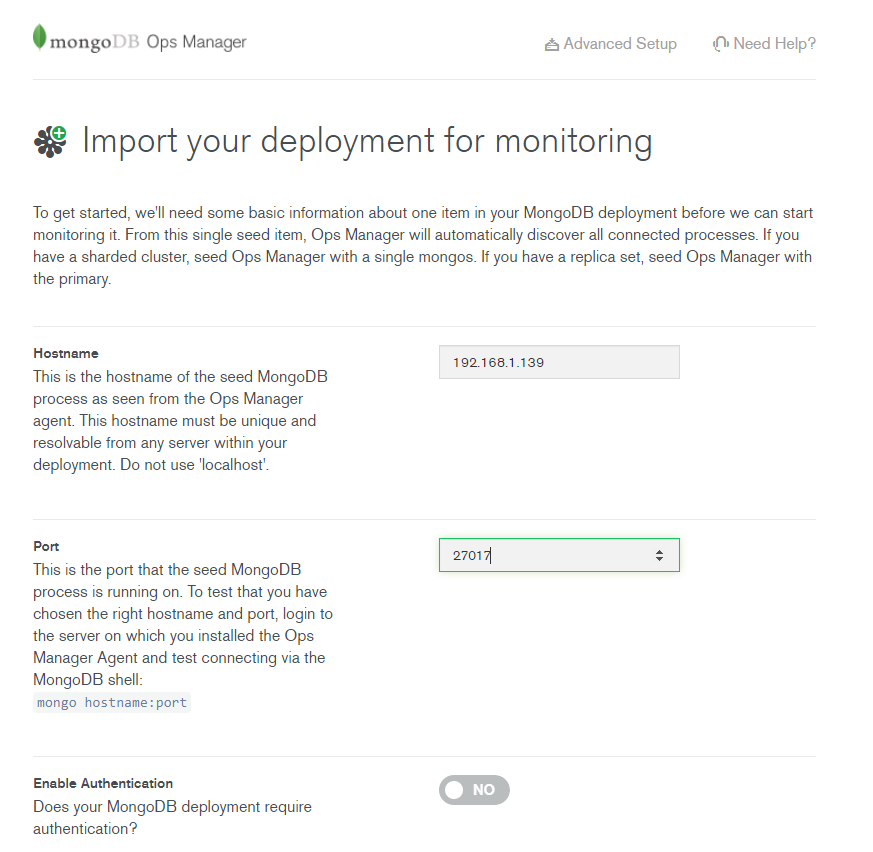 mongoDB Ops Manager
Advanced Setup
Need Help?
Import your deployment for monitoring
To get started, we'll need some basic information about one item in your MongoDB deployment before we can start
monitoring it. From this single seed item, Ops Manager will automatically discover all connected processes. If you
have a sharded cluster, seed Ops Manager with a single mongos. If you have a replica set, seed Ops Manager with
the primary.
Hostname
This is the hostname of the seed MongoDB
process as seen from the Ops Manager
agent. This hostname must be unique and
resolvable from any server within your
deployment. Do not use 'localhost'.
192.168.1.139
Port
This is the port that the seed MongoDB
process is running on. To test that you have
chosen the right hostname and port, login to
the server on which you installed the Ops
Manager Agent and test connecting via the
MongoDB shell:
mongo hostname:port
27017
Enable Authentication
Does your MongoDB deployment require
authentication?
NO